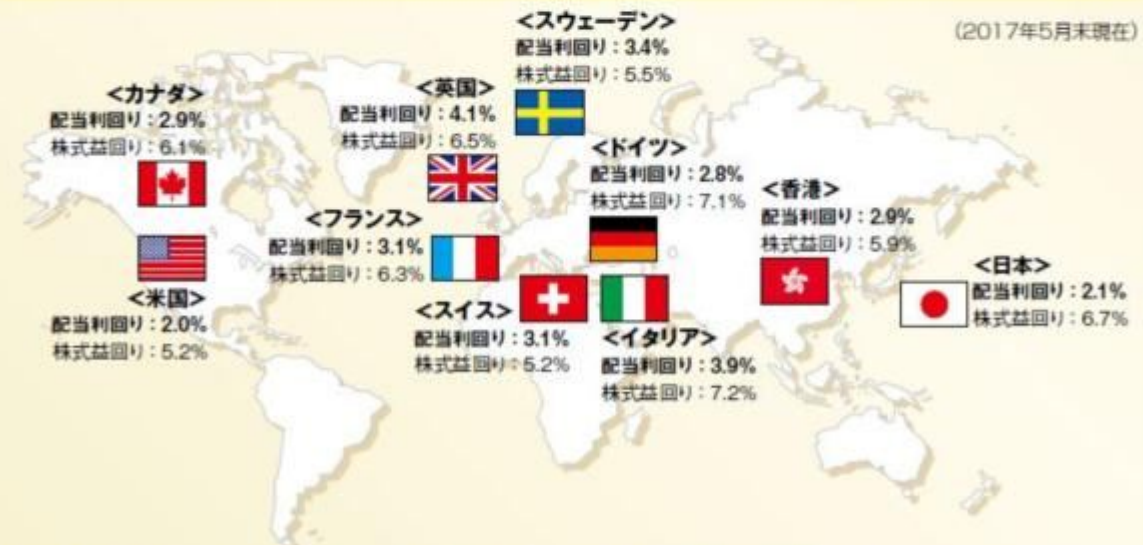 (2017年5月末現在)
<スウェーデン>
配当利回り：3.4%
株式益回り：5.5%
<カナダ>
配当利回り：2.9%
株式益回り：6.1%
<英国>
配当利回り：4.1%
株式益回り：6.5%
<ドイツ>
配当利回り：2.8%
株式益回り：7.1%
<香港>
配当利回り：2.9%
株式益回り：5.9%
<フランス>
配当利回り：3.1%
株式益回り：6.3%
<日本>
配当利回り：2.1%
株式益回り：6.7%
<米国>
配当利回り：2.0%
株式益回り：5.2%
<スイス>
配当利回り：3.1%
株式益回り：5.2%
<イタリア>
配当利回り：3.9%
株式益回り：7.2%